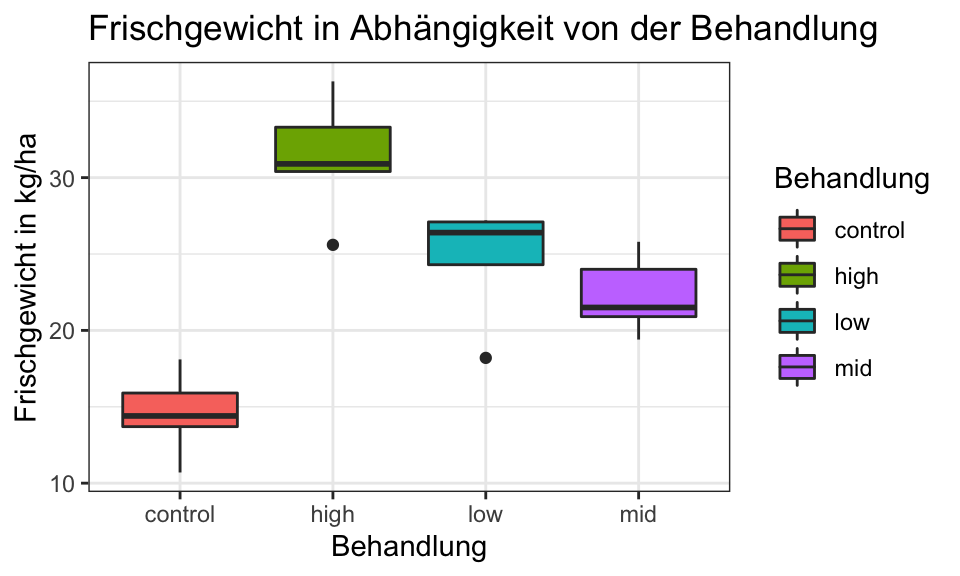 Frischgewicht in Abhängigkeit von der Behandlung
Frischgewicht in kg/ha
30
20
10
control
high
low
mid
Behandlung
Behandlung
control
high
low
mid